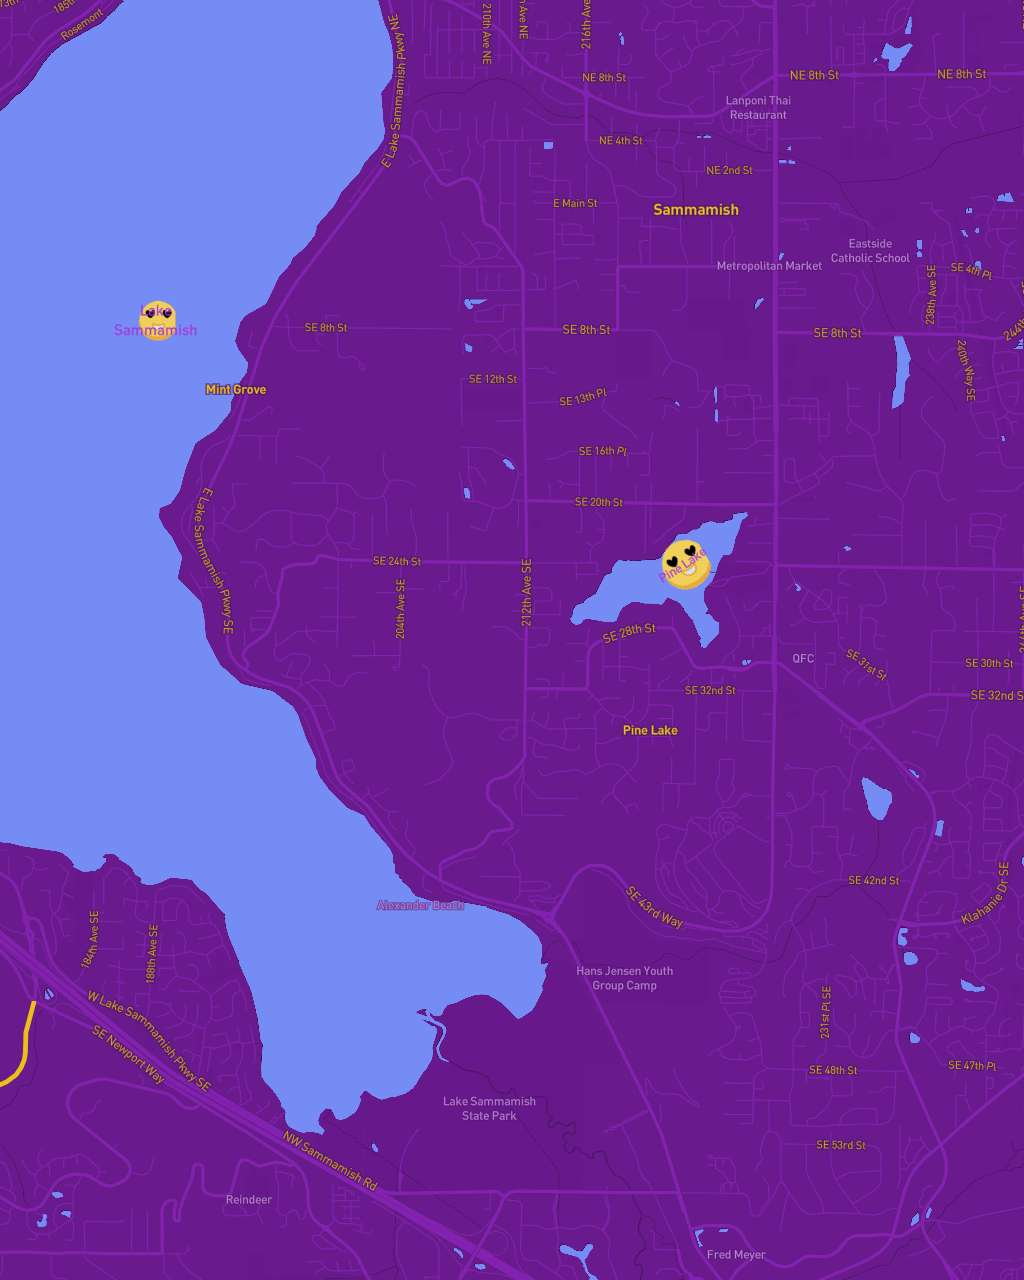 185th
Rosemont
E Lake Sammamish Pkwy NE
210th Ave NE
216th Ave
NE 8th St
NE 8th St
NE 8th St
Lanponi Thai
Restaurant
NE 4th St
NE 2nd St
E Main St
Sammamish
Eastside
Catholic School
Metropolitan Market
238th Ave SE
SE 4th Pl
Lake
Sammamish
SE 8th St
SE 8th St
SE 8th St
244th
240th Way SE
Mint Grove
SE 12th St
SE 13th Pl
SE 16th Pl
E Lake Sammamish Pkwy SE
SE 20th St
SE 24th St
204th Ave SE
212th Ave SE
Pine Lake
244th Ave SE
SE 28th St
QFC
SE 31st St
SE 30th St
SE 32nd St
SE 32nd S
Pine Lake
SE 42nd St
Klahanie Dr SE
Alexander Beach
SE 43rd Way
184th Ave SE
188th Ave SE
Hans Jensen Youth
Group Camp
W Lake Sammamish Pkwy SE
SE Newport Way
231st Pl SE
SE 48th St
SE 47th Pl
Lake Sammamish
State Park
NW Sammamish Rd
SE 53rd St
Reindeer
Fred Meyer